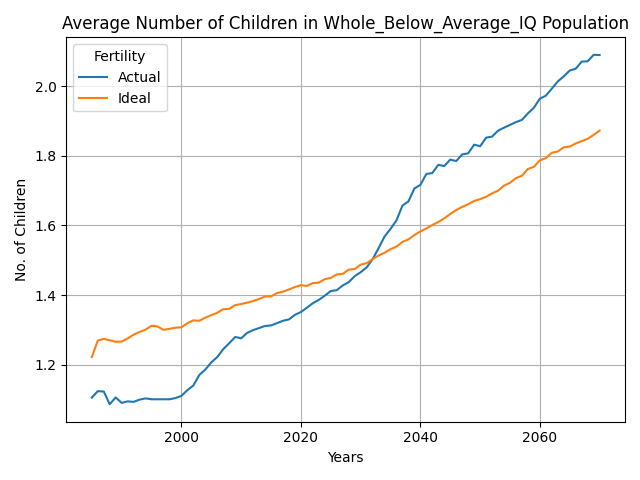 Average Number of Children in Whole_Below_Average_IQ Population
Fertility
Actual
Ideal
No. of Children
2.0
1.8
1.6
1.4
1.2
2000 2020 2040 2060
Years